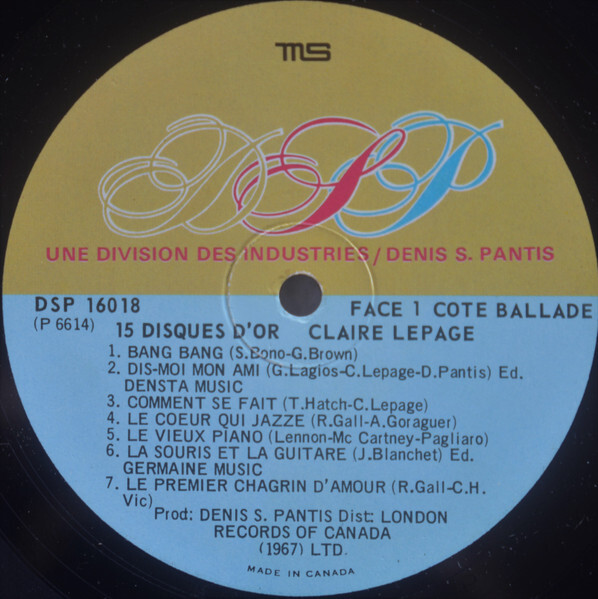 MS
DSP
UNE DIVISION DES INDUSTRIES/DENIS S. PANTIS
DSP 16018 FACE 1 COTE BALLADE
(P 6614) 15 DISQUES D'OR CLAIRE LEPAGE
1. BANG BANG (S.Bono-G.Brown)
2. DIS-MOI MON AMI (G.Lagios-C.Lepage-D.Pantis) Ed.
DENSTA MUSIC
3. COMMENT SE FAIT (T.Hatch-C.Lepage)
4. LE COEUR QUI JAZZE (R.Gall-A.Goraguer)
5. LE VIEUX PIANO (Lennon-Mc Cartney-Pagliaro)
6. LA SOURIS ET LA GUITARE (J.Blanchet) Ed.
GERMAINE MUSIC
7. LE PREMIER CHAGRIN D'AMOUR (R.Gall-C.H.
Vic)
Prod: DENIS S. PANTIS Dist: LONDON
RECORDS OF CANADA
(1967) LTD.
MADE IN CANADA